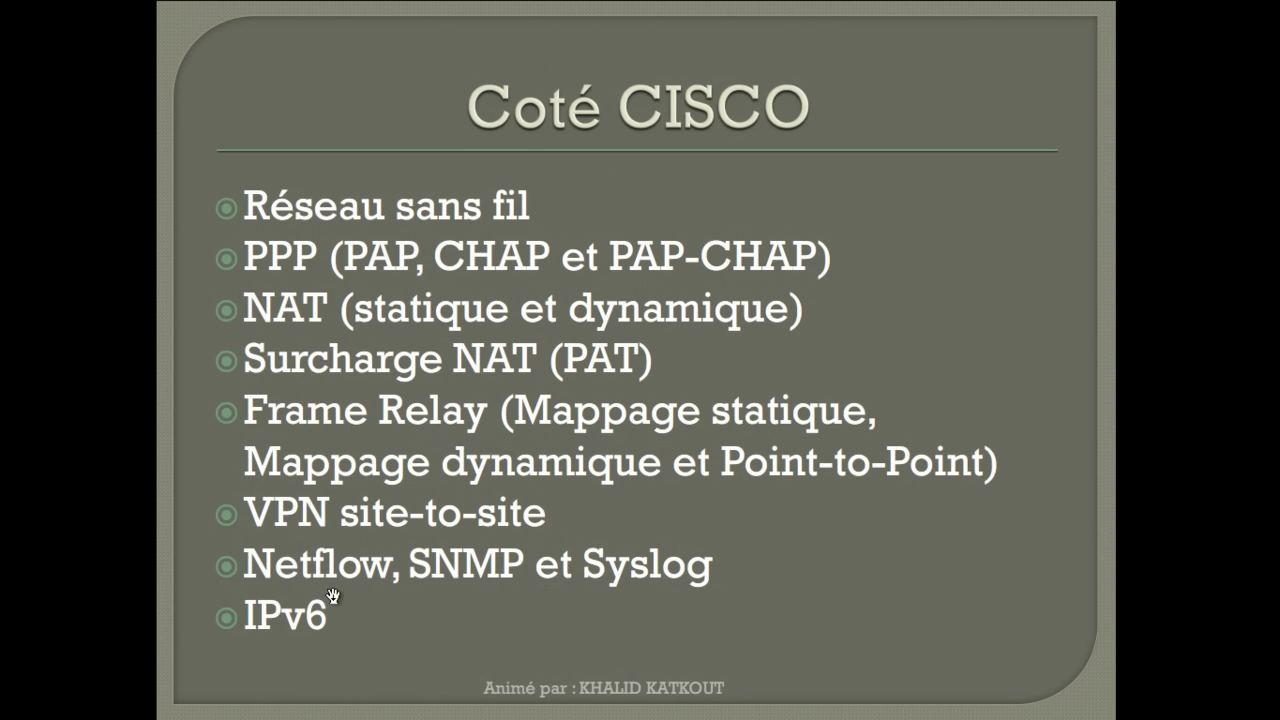 Coté CISCO
Réseau sans fil
PPP (PAP, CHAP et PAP-CHAP)
NAT (statique et dynamique)
Surcharge NAT (PAT)
Frame Relay (Mappage statique,
Mappage dynamique et Point-to-Point)
VPN site-to-site
Netflow, SNMP et Syslog
IPv6
Animé par : KHALID KATKOUT